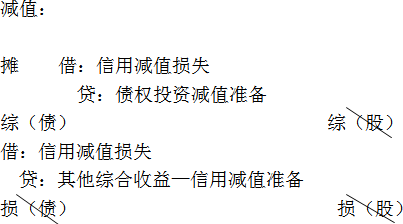 减值：
摊 借：信用减值损失
贷：债权投资减值准备
综（债） 综（股）
借：信用减值损失
贷：其他综合收益—信用减值准备
损（债） 损（股）